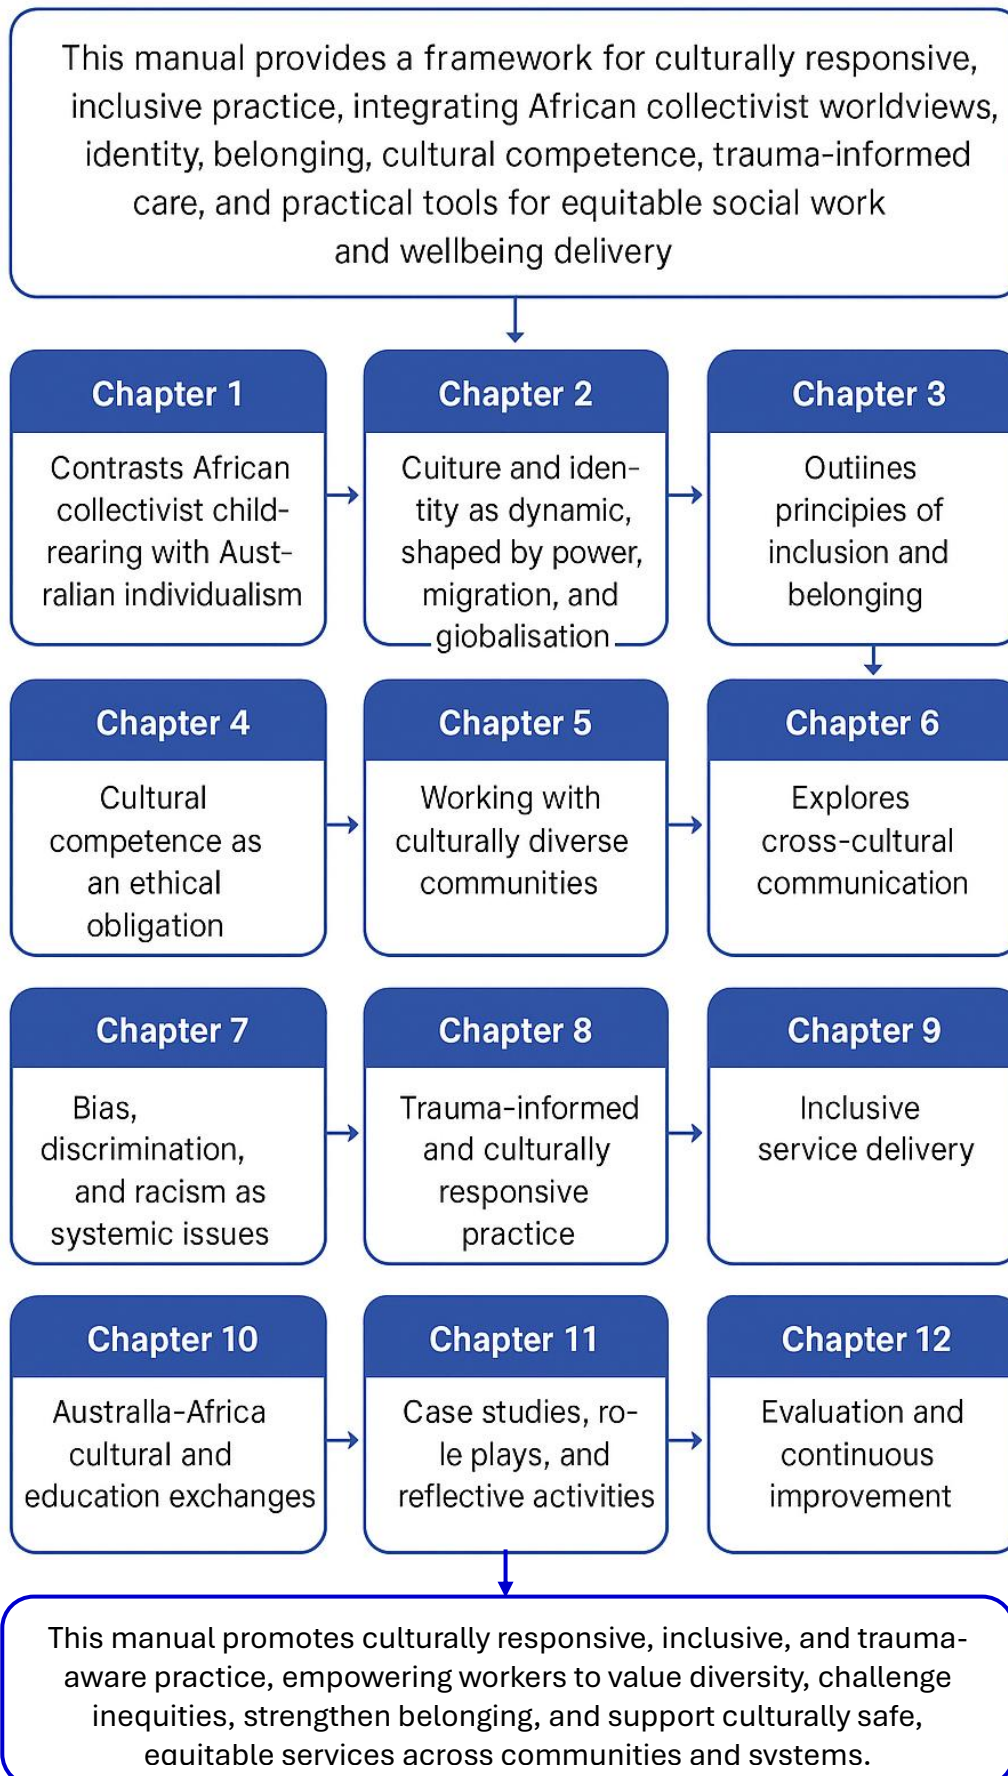 This manual provides a framework for culturally responsive,
inclusive practice, integrating African collectivist worldviews,
identity, belonging, cultural competence, trauma-informed
care, and practical tools for equitable social work
and wellbeing delivery
Chapter 1
Contrasts African
collectivist child-
rearing with Aust-
ralian individualism
Chapter 2
Cuiture and iden-
tity as dynamic,
shaped by power,
migration, and
giobalisation
Chapter 3
Outiines
principies of
inclusion and
belonging
Chapter 4
Cultural
competence as
an ethical
obligation
Chapter 5
Working with
culturally diverse
communities
Chapter 6
Explores
cross-cultural
communication
Chapter 7
Bias,
discrimination,
and racism as
systemic issues
Chapter 8
Trauma-informed
and culturally
responsive
practice
Chapter 9
Inclusive
service delivery
Chapter 10
Australla-Africa
cultural and
education exchanges
Chapter 11
Case studies, ro-
le plays, and
reflective activities
Chapter 12
Evaluation and
continuous
improvement
This manual promotes culturally responsive, inclusive, and trauma-
aware practice, empowering workers to value diversity, challenge
inequities, strengthen belonging, and support culturally safe,
equitable services across communities and systems.